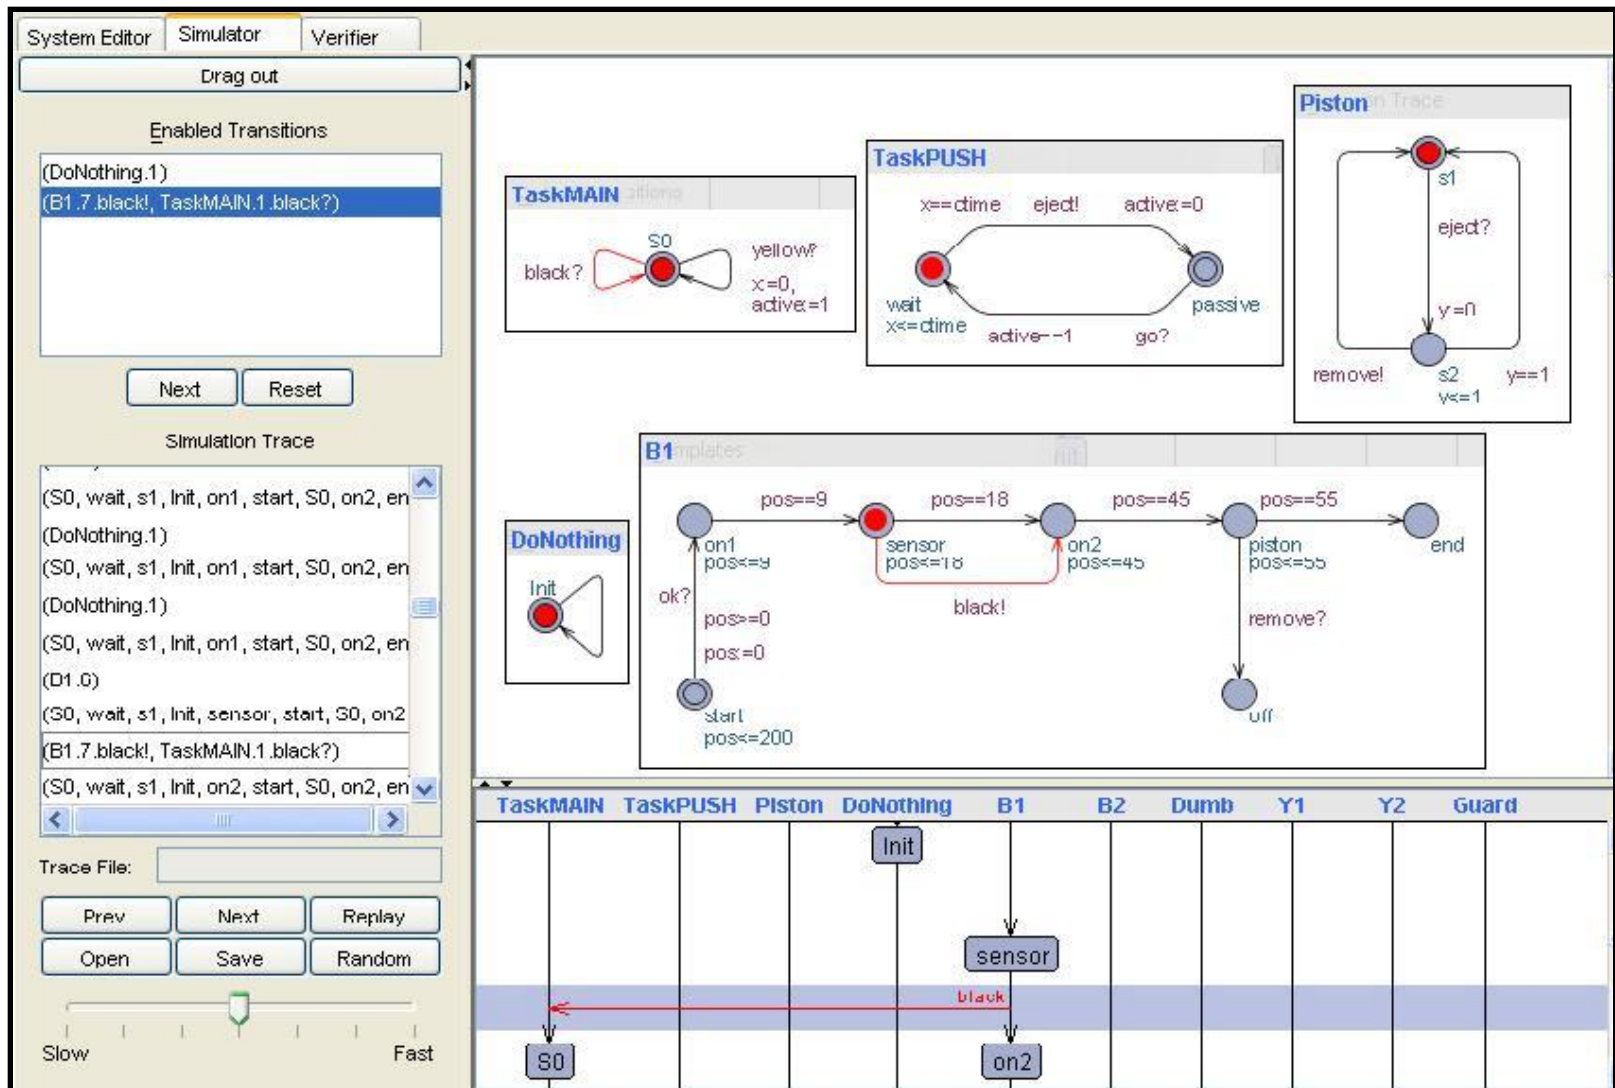 System Editor Simulator Verifier
Drag out
Enabled Transitions
(DoNothing.1)
(B1.7.black!, TaskMAIN.1.black?)
Next Reset
Simulation Trace
(S0, wait, s1, Init, on1, start, S0, on2, en
(DoNothing.1)
(S0, wait, s1, Init, on1, start, S0, on2, en
(DoNothing.1)
(S0, wait, s1, Init, on1, start, S0, on2, en
(B1.6)
(S0, wait, s1, Init, sensor, start, S0, on2
(B1.7.black!, TaskMAIN.1.black?)
(S0, wait, s1, Init, on2, start, S0, on2, en
Trace File:
Prev Next Replay
Open Save Random
Slow Fast
TaskMAIN
S0
black?
yellow?
x:=0,
active:=1
TaskPUSH
x==ctime eject! active:=0
wait
x<=ctime
passive
active==1 go?
Piston
s1
eject?
y:=0
remove!
s2
y<=1
y==1
DoNothing
Init
B1
pos==9 pos==18 pos==45 pos==55
on1
pos<=9
sensor
pos<=18
on2
pos<=45
piston
pos<=55
end
ok?
black!
remove?
pos>=0
pos:=0
start
pos<=200
off
TaskMAIN TaskPUSH Piston DoNothing B1 B2 Dumb Y1 Y2 Guard
Init
sensor
black
S0 on2